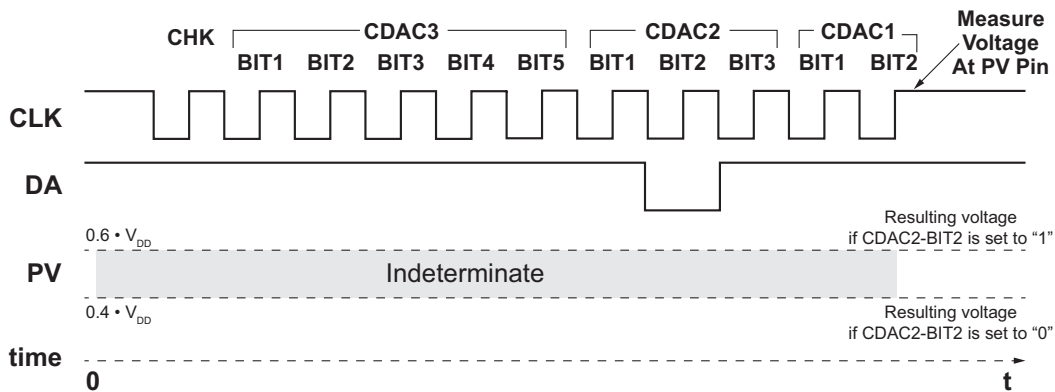 Measure
Voltage
At PV Pin
CHK CDAC3 CDAC2 CDAC1
BIT1 BIT2 BIT3 BIT4 BIT5 BIT1 BIT2 BIT3 BIT1 BIT2
CLK
DA
0.6 • VDD
Resulting voltage
if CDAC2-BIT2 is set to “1”
PV
Indeterminate
0.4 • VDD
Resulting voltage
if CDAC2-BIT2 is set to “0”
time
0 t